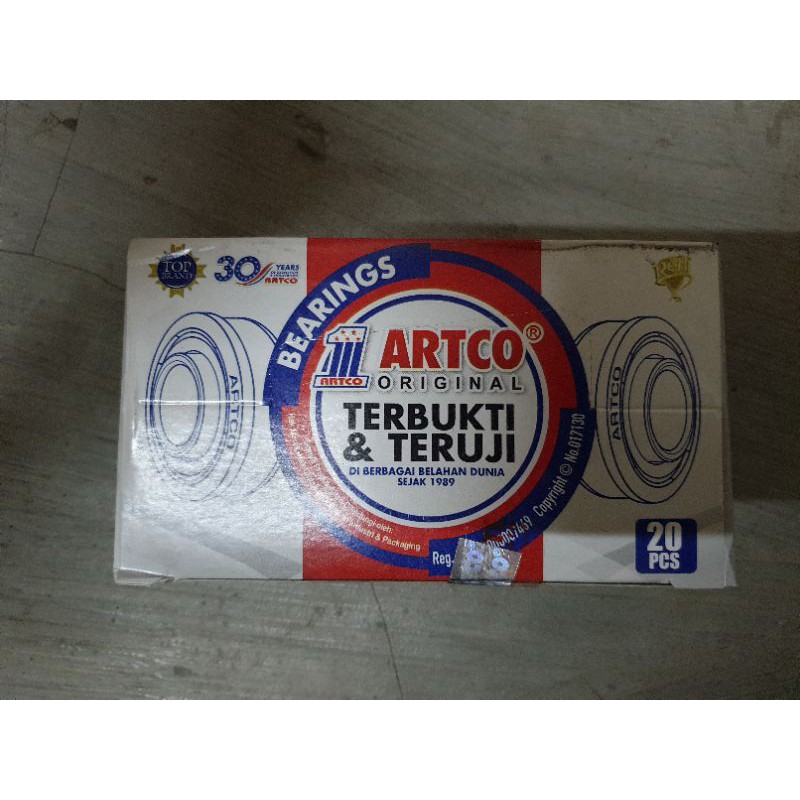 TOP
BRAND
30 YEARS
ARTCO
BEARINGS
1 ARTCO®
ARTCO ORIGINAL
TERBUKTI
& TERUJI
DI BERBAGAI BELAHAN DUNIA
SEJAK 1989
ARTCO
ARTCO
& Packaging
Reg.
Copyright © No.017130
20
PCS